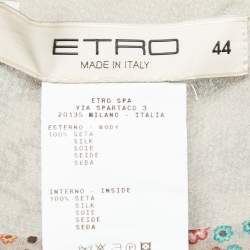 ETRO
44
MADE IN ITALY
ETRO SPA
VIA SPARTACO 3
20135 MILANO - ITALIA
ESTERNO - BODY
100% SETA
SILK
SOIE
SEIDE
SEDA
INTERNO - INSIDE
100% SETA
SILK
SOIE
SEIDE
SEDA